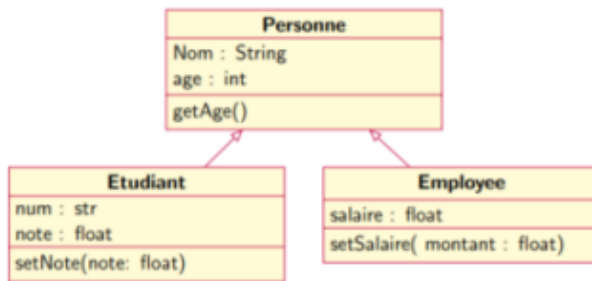 Personne
Nom : String
age : int
getAge()
Etudiant
num : str
note : float
setNote(note: float)
Employee
salaire : float
setSalaire( montant : float)